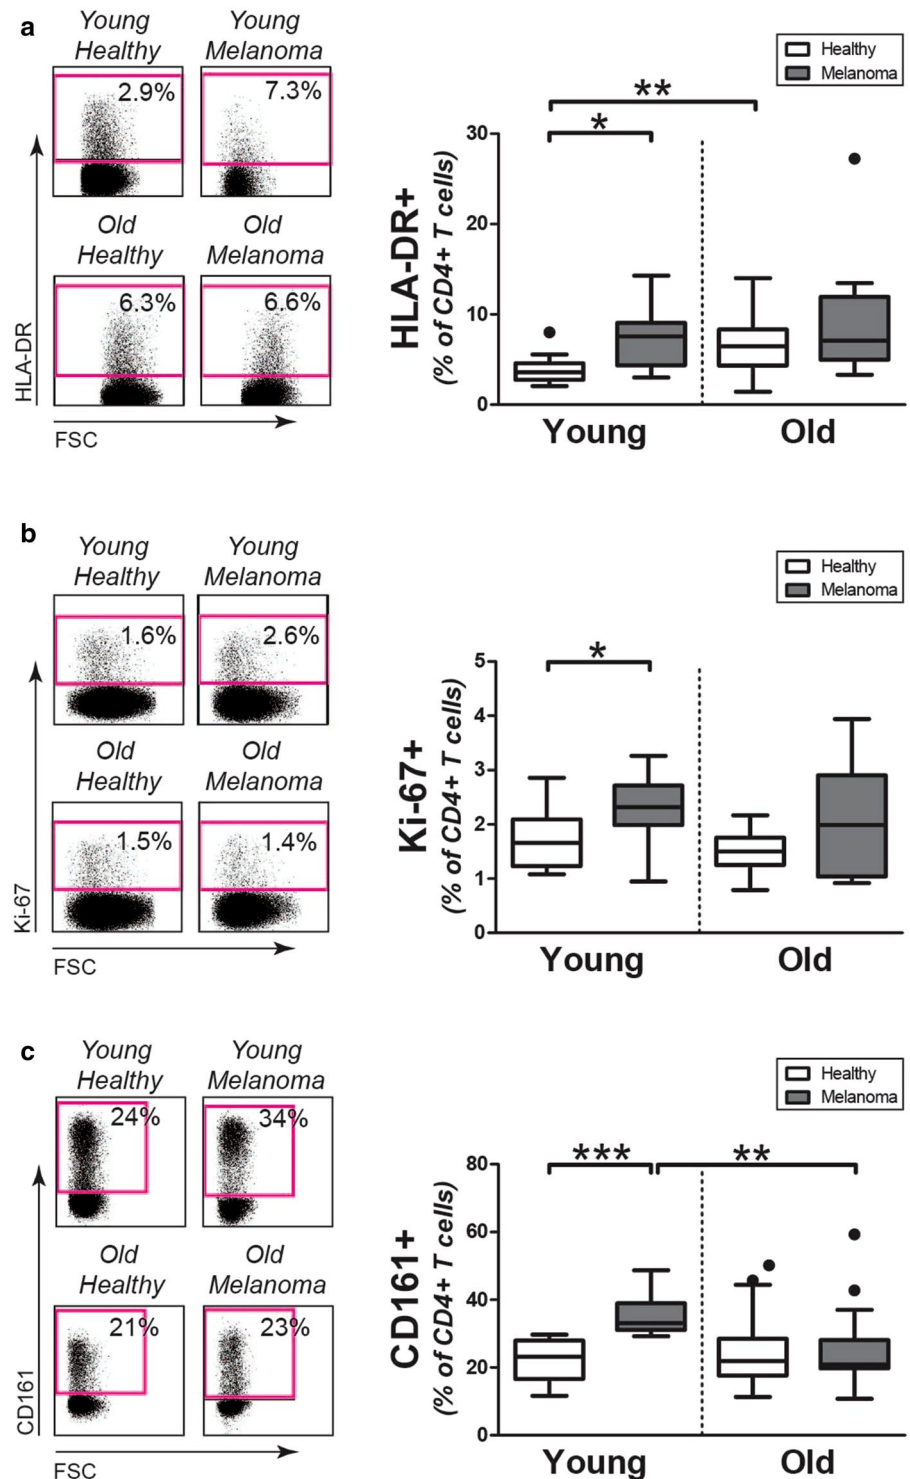 a
Young Healthy
Young Melanoma
2.9%
7.3%
Old Healthy
Old Melanoma
6.3%
6.6%
HLA-DR
FSC
Healthy
Melanoma
**
*
HLA-DR+
(% of CD4+ T cells)
30
20
10
0
Young
Old
b
Young Healthy
Young Melanoma
1.6%
2.6%
Old Healthy
Old Melanoma
1.5%
1.4%
Ki-67
FSC
Healthy
Melanoma
*
Ki-67+
(% of CD4+ T cells)
5
4
3
2
1
0
Young
Old
c
Young Healthy
Young Melanoma
24%
34%
Old Healthy
Old Melanoma
21%
23%
CD161
FSC
Healthy
Melanoma
***
**
CD161+
(% of CD4+ T cells)
80
60
40
20
0
Young
Old